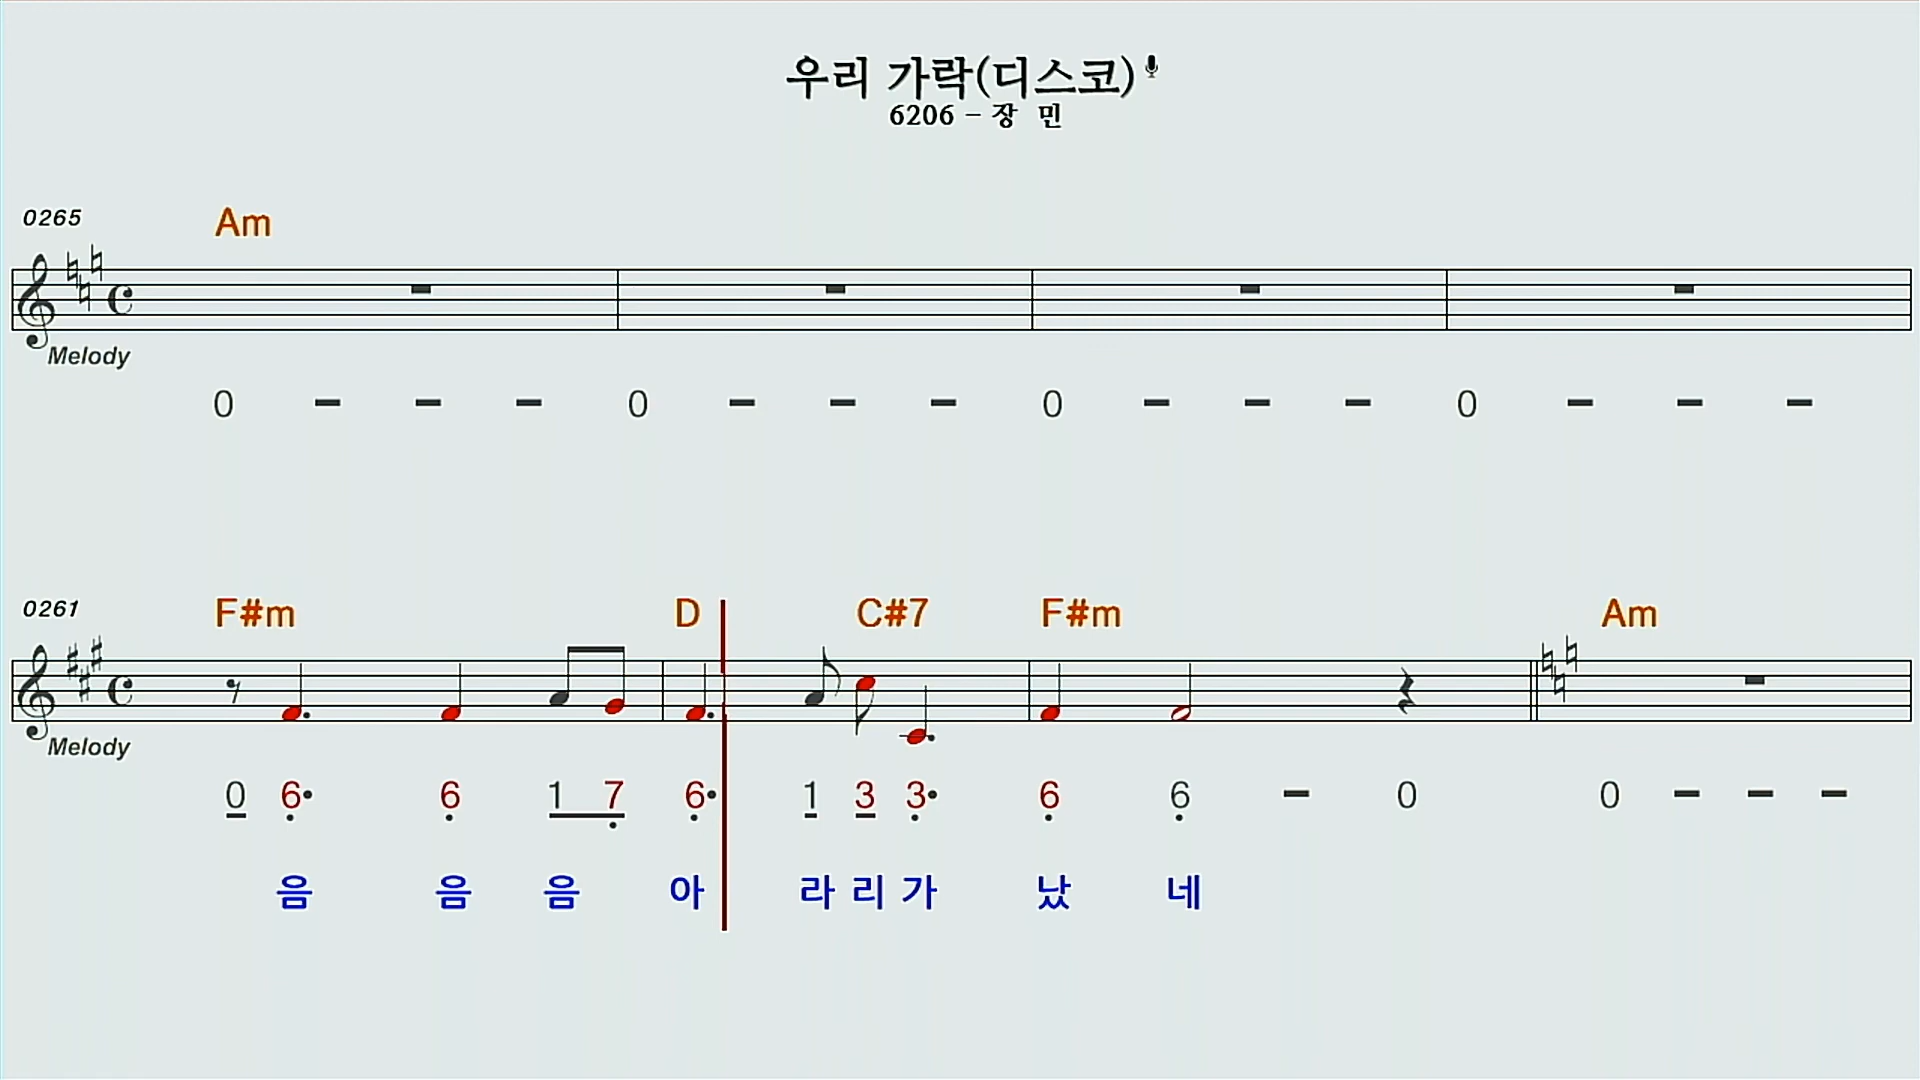 우리 가락(디스코)
6206 - 장 민
0265 Am
Melody
0 - - - 0 - - - 0 - - - 0 - - -
0261 F#m D C#7 F#m Am
Melody
0 6• 6 1 7 6• 1 3 3• 6 6 - 0 0 - - -
음 음 음 아 라 리 가 났 네